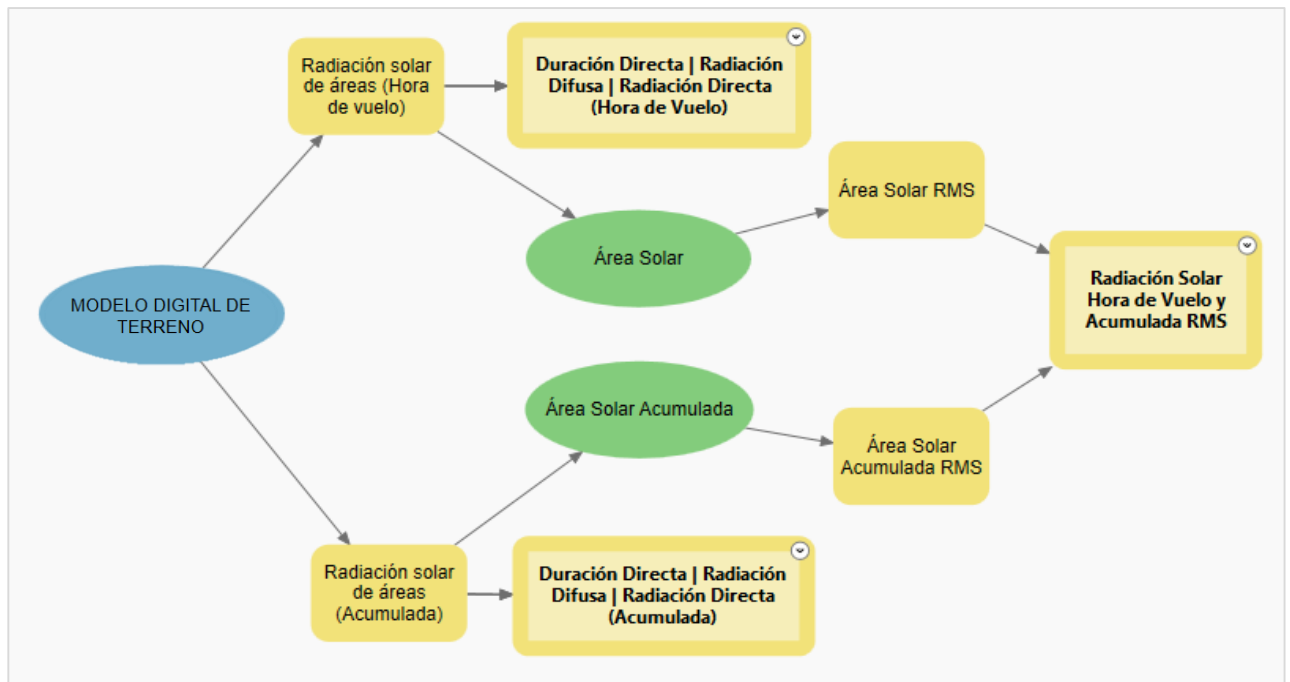 Radiación solar
de áreas (Hora
de vuelo)
Duración Directa | Radiación
Difusa | Radiación Directa
(Hora de Vuelo)
Área Solar RMS
Área Solar
Radiación Solar
Hora de Vuelo y
Acumulada RMS
MODELO DIGITAL DE
TERRENO
Área Solar Acumulada
Área Solar
Acumulada RMS
Radiación solar
de áreas
(Acumulada)
Duración Directa | Radiación
Difusa | Radiación Directa
(Acumulada)